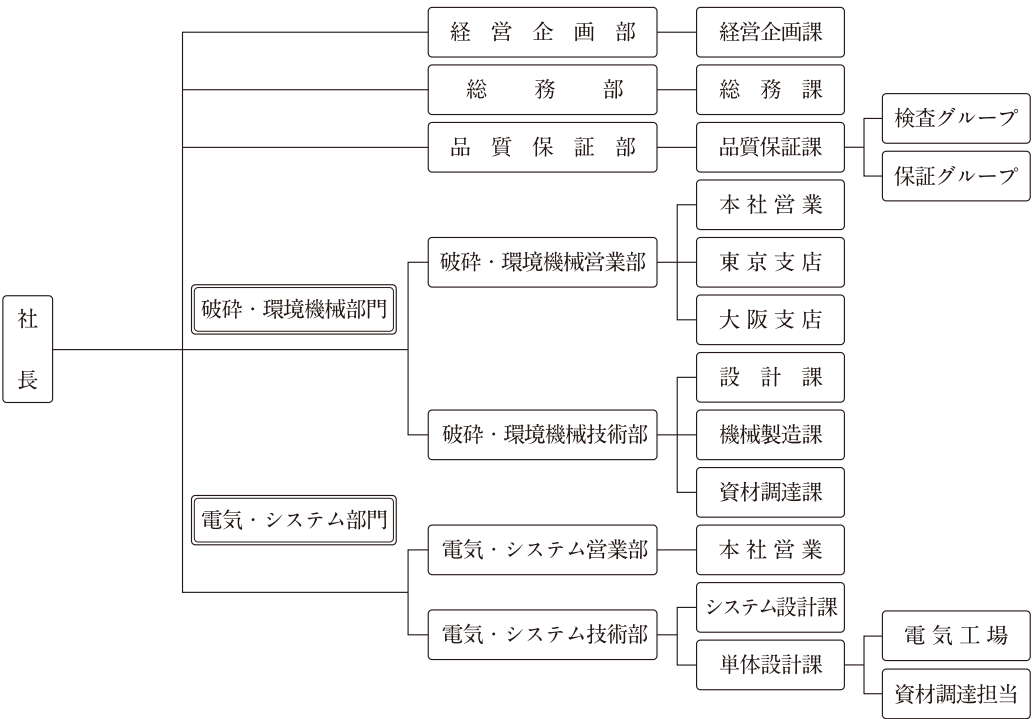 社長
経営企画部
経営企画課
総務部
総務課
品質保証部
品質保証課
検査グループ
保証グループ
破砕・環境機械部門
破砕・環境機械営業部
本社営業
東京支店
大阪支店
破砕・環境機械技術部
設計課
機械製造課
資材調達課
電気・システム部門
電気・システム営業部
本社営業
電気・システム技術部
システム設計課
単体設計課
電気工場
資材調達担当